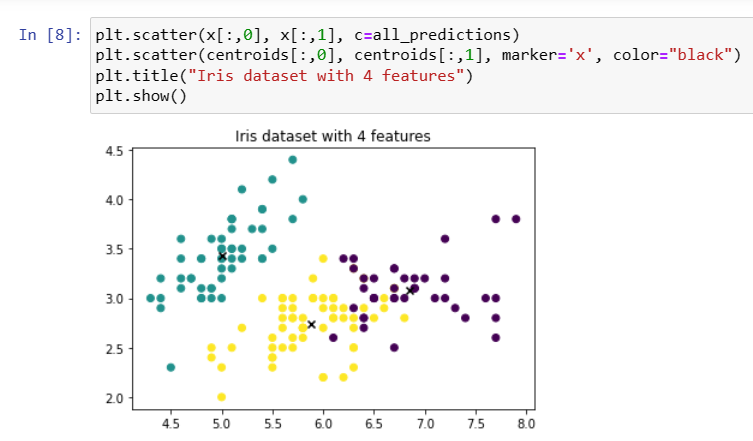 In [8]: plt.scatter(x[:,0], x[:,1], c=all_predictions)
plt.scatter(centroids[:,0], centroids[:,1], marker='x', color="black")
plt.title("Iris dataset with 4 features")
plt.show()
Iris dataset with 4 features
4.5
4.0
3.5
3.0
2.5
2.0
4.5 5.0 5.5 6.0 6.5 7.0 7.5 8.0